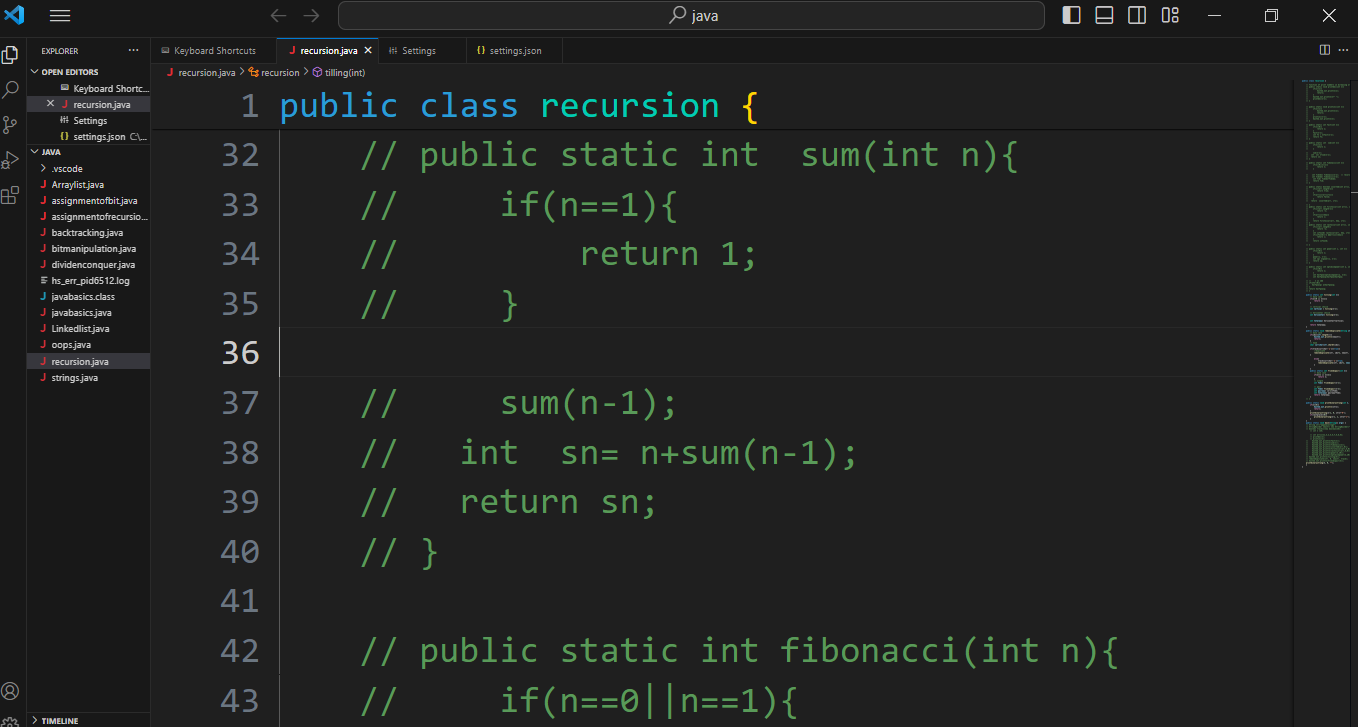 java
EXPLORER ···
OPEN EDITORS
Keyboard Shortc...
recursion.java
Settings
settings.json C:\...
JAVA
.vscode
Arraylist.java
assignmentofbit.java
assignmentofrecursio...
backtracking.java
bitmanipulation.java
dividenconquer.java
hs_err_pid6512.log
javabasics.class
javabasics.java
Linkedlist.java
oops.java
recursion.java
strings.java
TIMELINE
Keyboard Shortcuts J recursion.java Settings {} settings.json
J recursion.java > recursion > tilling(int)
1 public class recursion {
32 // public static int  sum(int n){
33 //     if(n==1){
34 //         return 1;
35 //     }
36
37 //     sum(n-1);
38 //   int  sn= n+sum(n-1);
39 //   return sn;
40 // }
41
42 // public static int fibonacci(int n){
43 //     if(n==0||n==1){